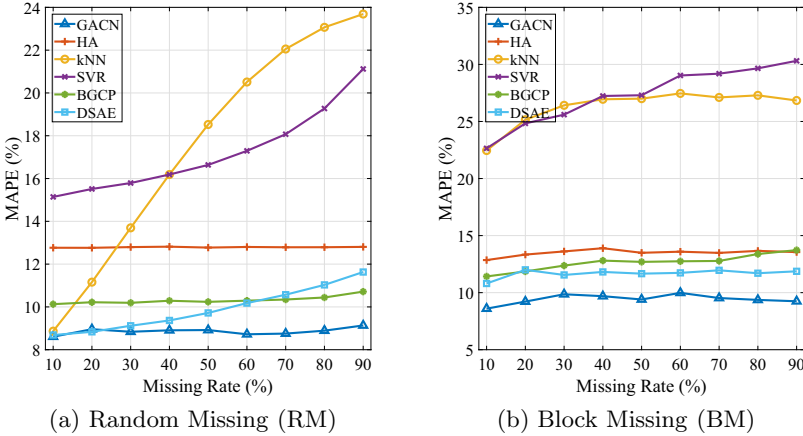 24
22
20
18
16
14
12
10
8
MAPE (%)
GACN
HA
kNN
SVR
BGCP
DSAE
10 20 30 40 50 60 70 80 90
Missing Rate (%)
(a) Random Missing (RM)
35
30
25
20
15
10
5
MAPE (%)
GACN
HA
kNN
SVR
BGCP
DSAE
10 20 30 40 50 60 70 80 90
Missing Rate (%)
(b) Block Missing (BM)